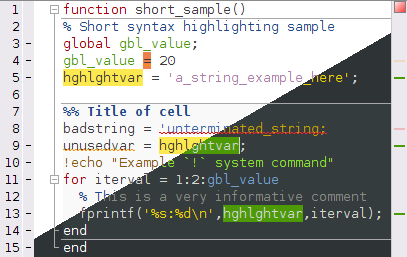 1 function short_sample()
2 % Short syntax highlighting sample
3 - global gbl_value;
4 - gbl_value = 20
5 - hghlghtvar = 'a_string_example_here';
6
7 %% Title of cell
8 badstring = 'unterminated_string;
9 - unusedvar = hghlghtvar;
10 - !echo "Example `!` system command"
11 - for iterval = 1:2:gbl_value
12 % This is a very informative comment
13 - fprintf('%s:%d\n',hghlghtvar,iterval);
14 - end
15 - end